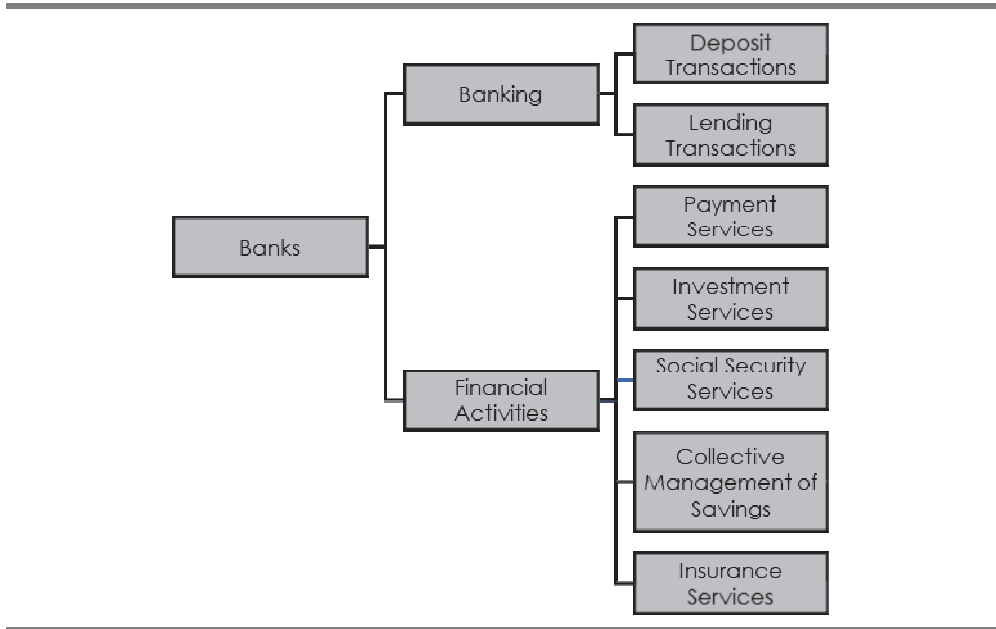 Banks
Banking
Deposit
Transactions
Lending
Transactions
Financial
Activities
Payment
Services
Investment
Services
Social Security
Services
Collective
Management of
Savings
Insurance
Services